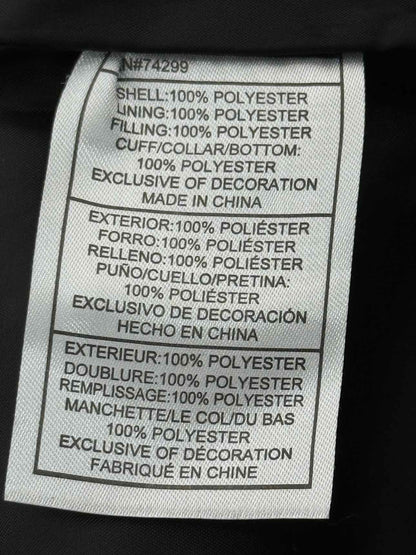 N#74299
SHELL:100% POLYESTER
LINING:100% POLYESTER
FILLING:100% POLYESTER
CUFF/COLLAR/BOTTOM:
100% POLYESTER
EXCLUSIVE OF DECORATION
MADE IN CHINA
EXTERIOR:100% POLIÉSTER
FORRO:100% POLIÉSTER
RELLENO:100% POLIÉSTER
PUÑO/CUELLO/PRETINA:
100% POLIÉSTER
EXCLUSIVO DE DECORACIÓN
HECHO EN CHINA
EXTERIEUR:100% POLYESTER
DOUBLURE:100% POLYESTER
REMPLISSAGE:100% POLYESTER
MANCHETTE/LE COL/DU BAS
100% POLYESTER
EXCLUSIVE OF DÉCORATION
FABRIQUÉ EN CHINE